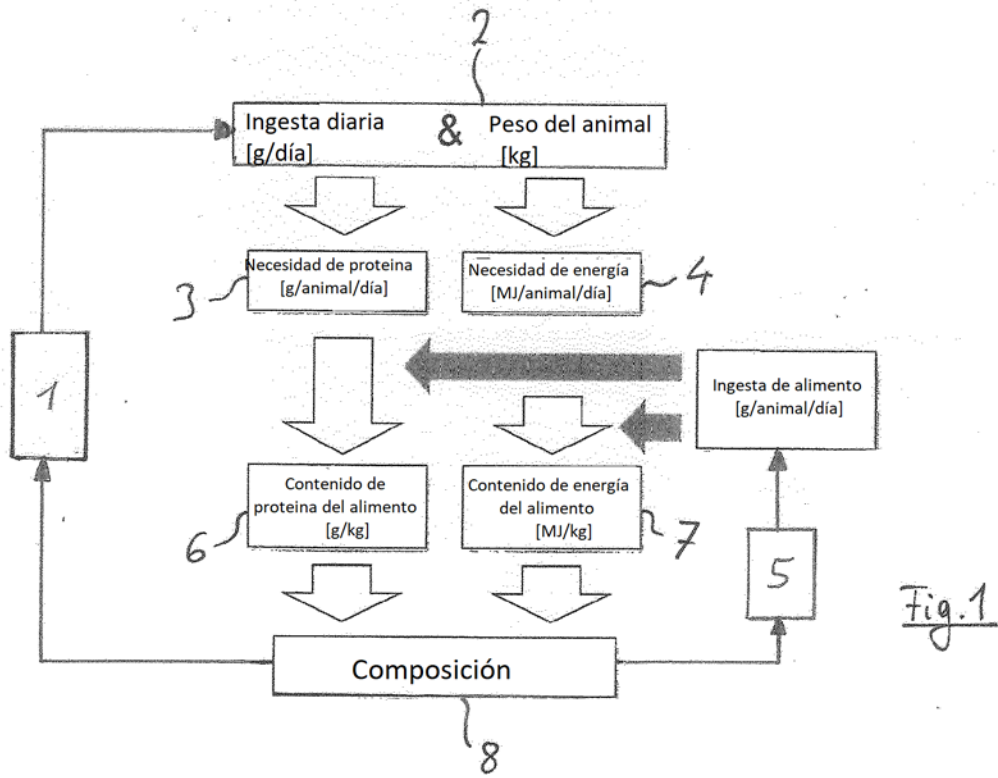 2
Ingesta diaria & Peso del animal
[g/día] [kg]
Necesidad de proteina
[g/animal/día]
3
Necesidad de energía
[MJ/animal/día]
4
1
Ingesta de alimento
[g/animal/día]
Contenido de
proteina del alimento
[g/kg]
6
Contenido de energía
del alimento
[MJ/kg]
7
5
Fig.1
Composición
8